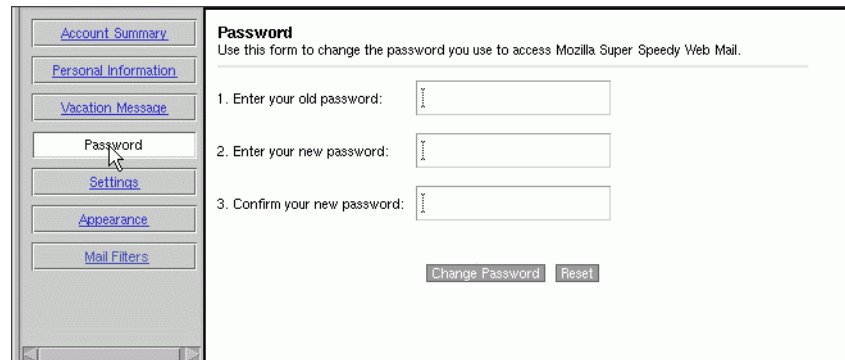 Account Summary
Personal Information
Vacation Message
Password
Settings
Appearance
Mail Filters
Password
Use this form to change the password you use to access Mozilla Super Speedy Web Mail.
1. Enter your old password:
2. Enter your new password:
3. Confirm your new password:
Change Password Reset